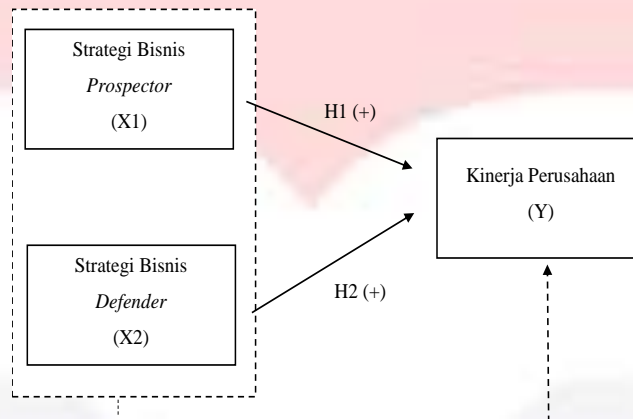 Strategi Bisnis
Prospector
(X1)
H1 (+)
Kinerja Perusahaan
(Y)
Strategi Bisnis
Defender
(X2)
H2 (+)